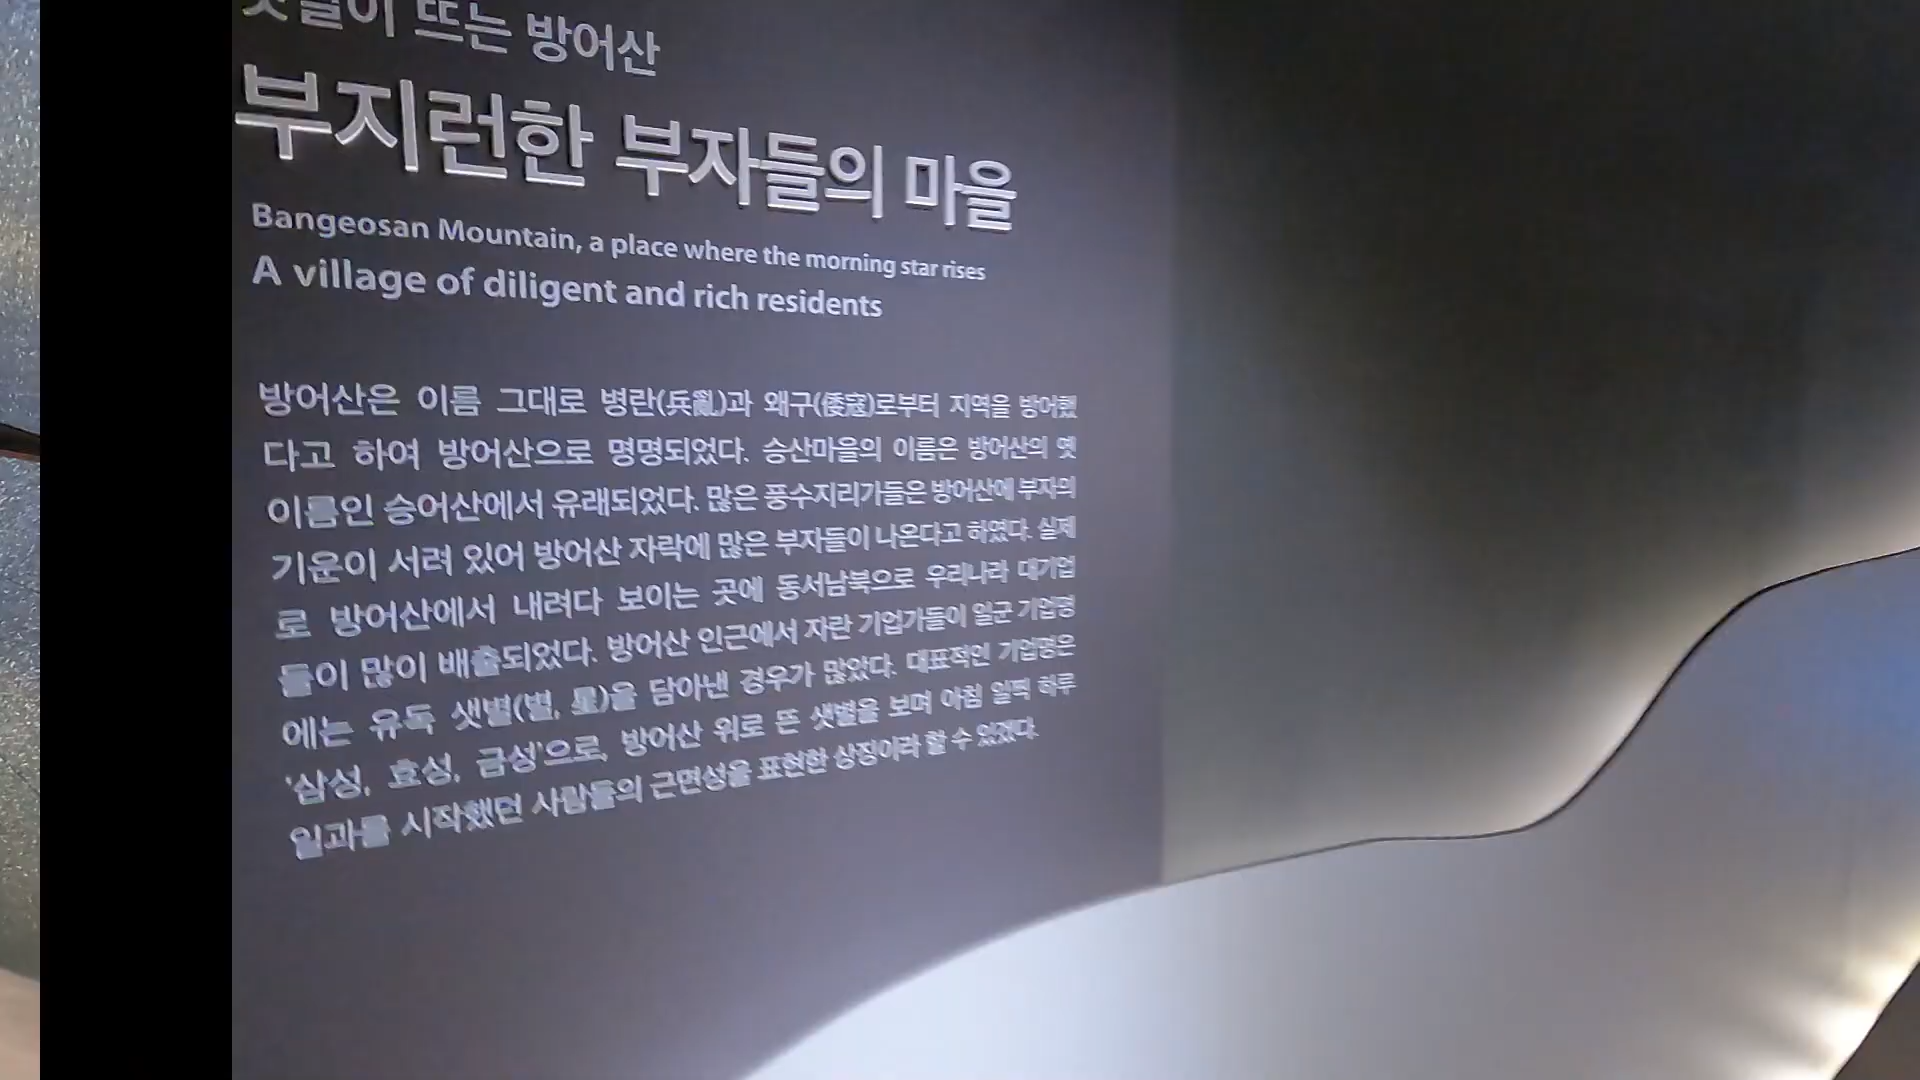 뜨는 방어산
부지런한 부자들의 마을
Bangeosan Mountain, a place where the morning star rises
A village of diligent and rich residents
방어산은 이름 그대로 병란(兵亂)과 왜구(倭寇)로부터 지역을 방어했
다고 하여 방어산으로 명명되었다. 승산마을의 이름은 방어산의 옛
이름인 승어산에서 유래되었다. 많은 풍수지리가들은 방어산에 부자의
기운이 서려 있어 방어산 자락에 많은 부자들이 나온다고 하였다. 실제
로 방어산에서 내려다 보이는 곳에 동서남북으로 우리나라 대기업
들이 많이 배출되었다. 방어산 인근에서 자란 기업가들이 일군 기업명
에는 유독 샛별(별, 星)을 담아낸 경우가 많았다. 대표적인 기업명은
'삼성, 효성, 금성'으로, 방어산 위로 뜬 샛별을 보며 아침 일찍 하루
일과를 시작했던 사람들의 근면성을 표현한 상징이라 할 수 있겠다.